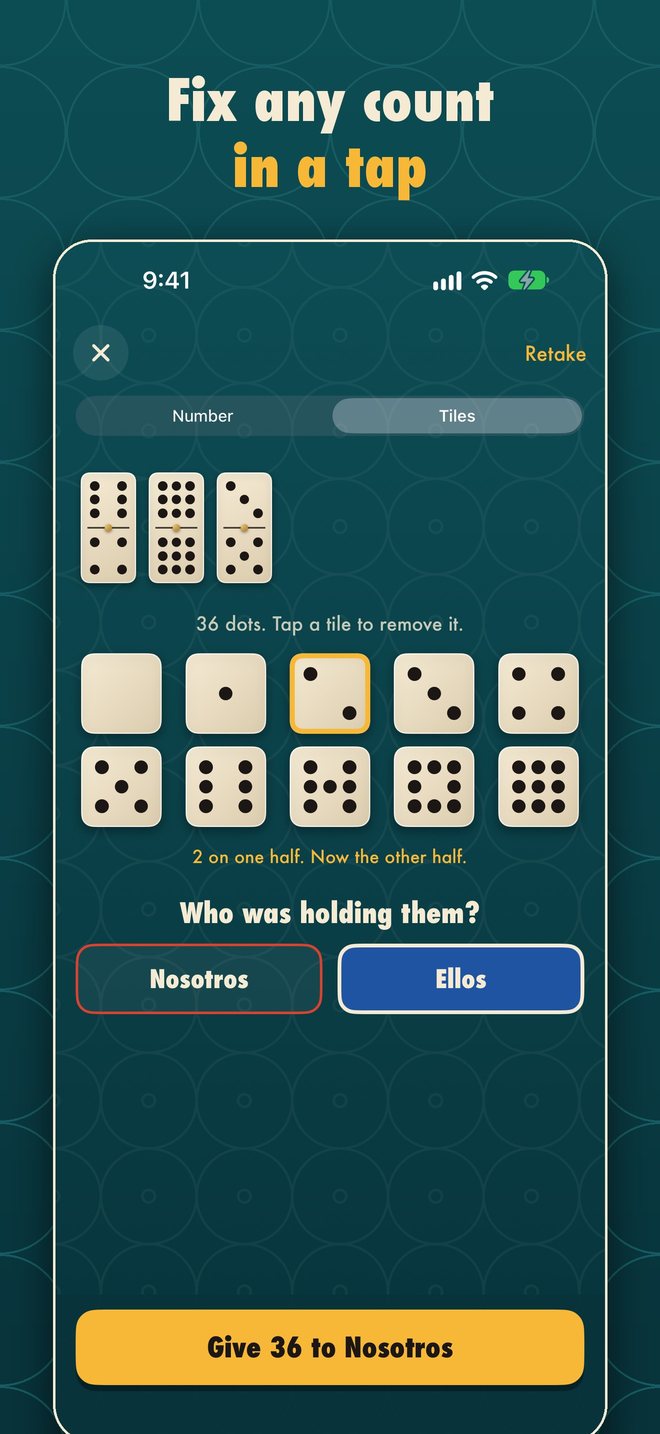 Fix any count
in a tap
9:41
Retake
Number
Tiles
36 dots. Tap a tile to remove it.
2 on one half. Now the other half.
Who was holding them?
Nosotros
Ellos
Give 36 to Nosotros